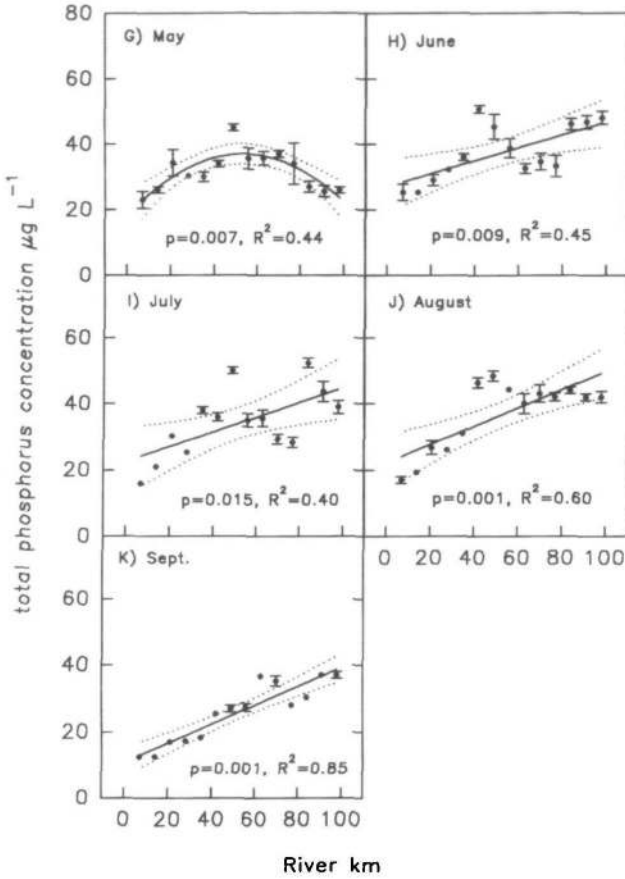 80
60
40
20
0
G) May
p=0.007, R²=0.44
H) June
p=0.009, R²=0.45
60
40
20
0
I) July
p=0.015, R²=0.40
J) August
p=0.001, R²=0.60
0 20 40 60 80 100
60
40
20
0
K) Sept.
p=0.001, R²=0.85
0 20 40 60 80 100
total phosphorus concentration µg L⁻¹
River km